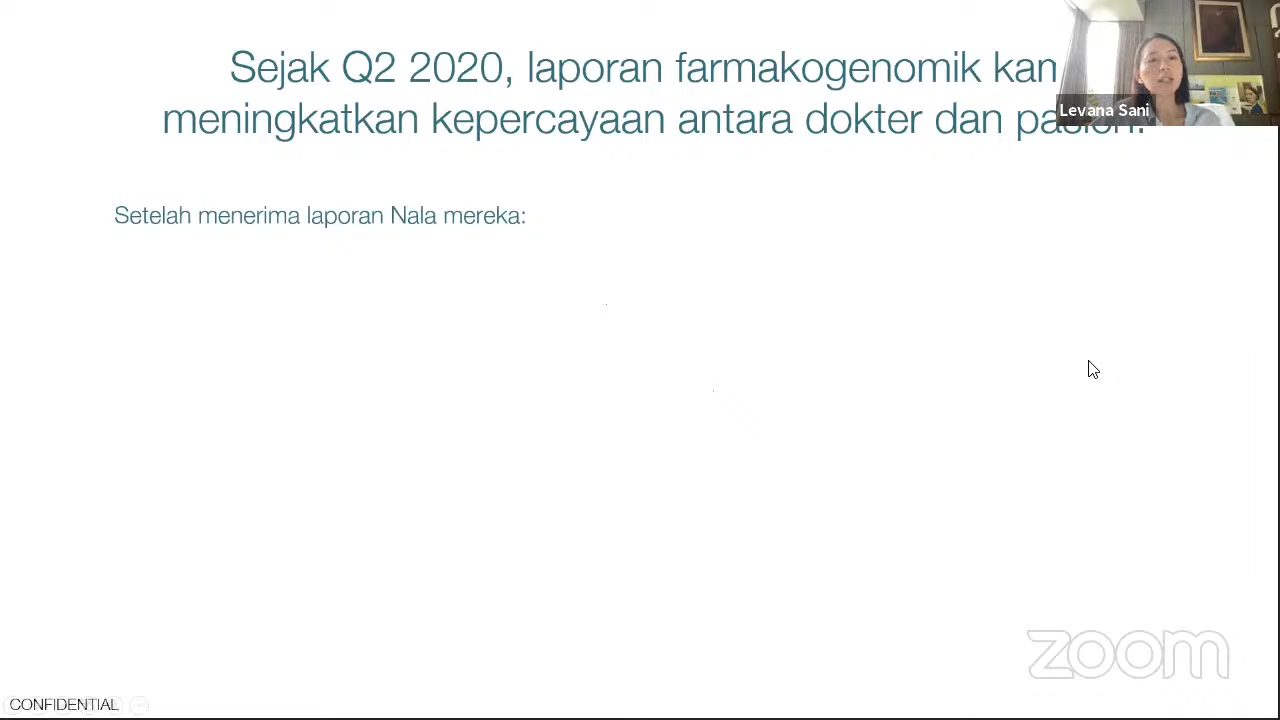 Sejak Q2 2020, laporan farmakogenomik kan
meningkatkan kepercayaan antara dokter dan
Levana Sani
Setelah menerima laporan Nala mereka:
zoom
CONFIDENTIAL